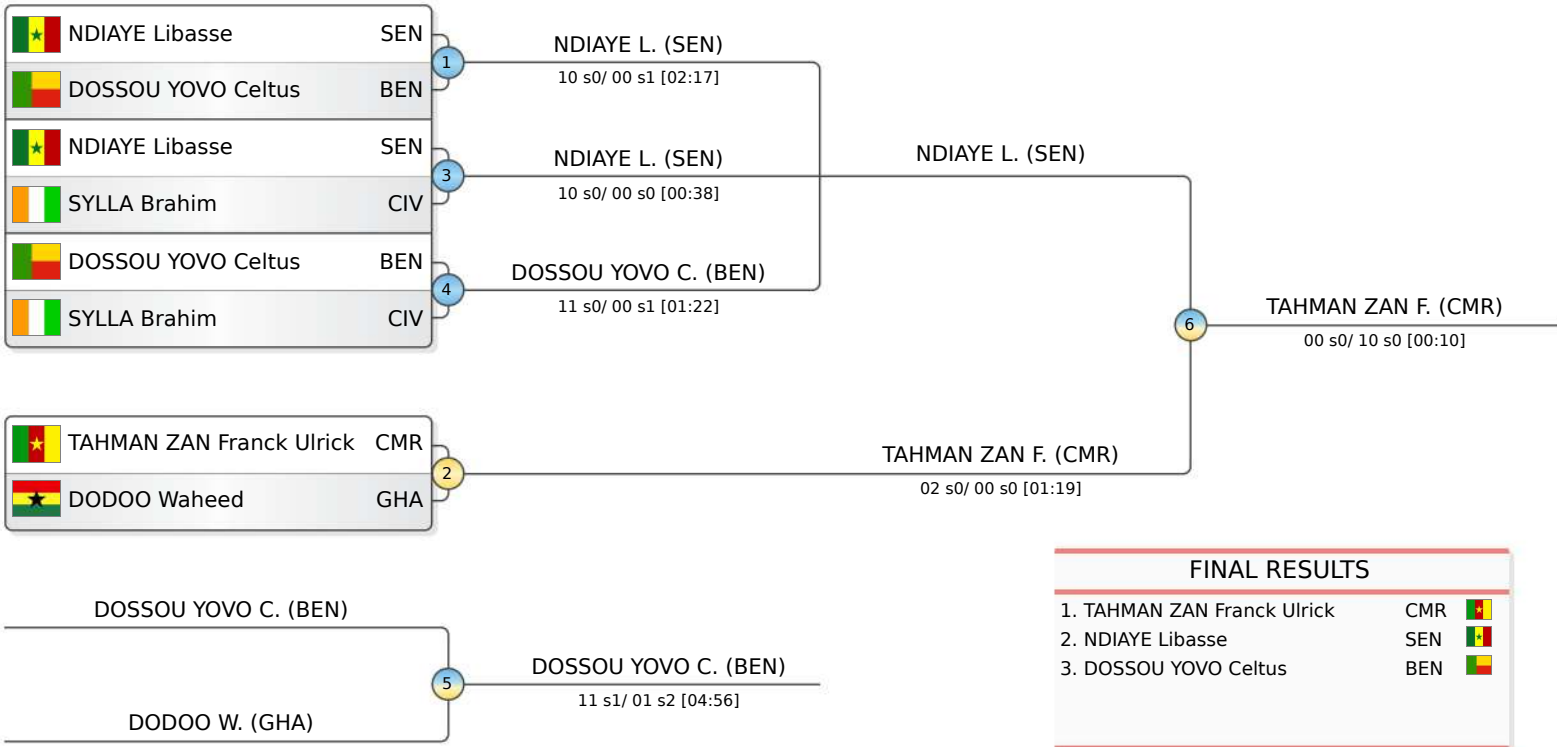 NDIAYE Libasse SEN
DOSSOU YOVO Celtus BEN
1
NDIAYE L. (SEN)
10 s0/ 00 s1 [02:17]
NDIAYE Libasse SEN
SYLLA Brahim CIV
3
NDIAYE L. (SEN)
10 s0/ 00 s0 [00:38]
NDIAYE L. (SEN)
DOSSOU YOVO Celtus BEN
SYLLA Brahim CIV
4
DOSSOU YOVO C. (BEN)
11 s0/ 00 s1 [01:22]
6
TAHMAN ZAN F. (CMR)
00 s0/ 10 s0 [00:10]
TAHMAN ZAN Franck Ulrick CMR
DODOO Waheed GHA
2
TAHMAN ZAN F. (CMR)
02 s0/ 00 s0 [01:19]
DOSSOU YOVO C. (BEN)
DODOO W. (GHA)
5
DOSSOU YOVO C. (BEN)
11 s1/ 01 s2 [04:56]
FINAL RESULTS
1. TAHMAN ZAN Franck Ulrick CMR
2. NDIAYE Libasse SEN
3. DOSSOU YOVO Celtus BEN